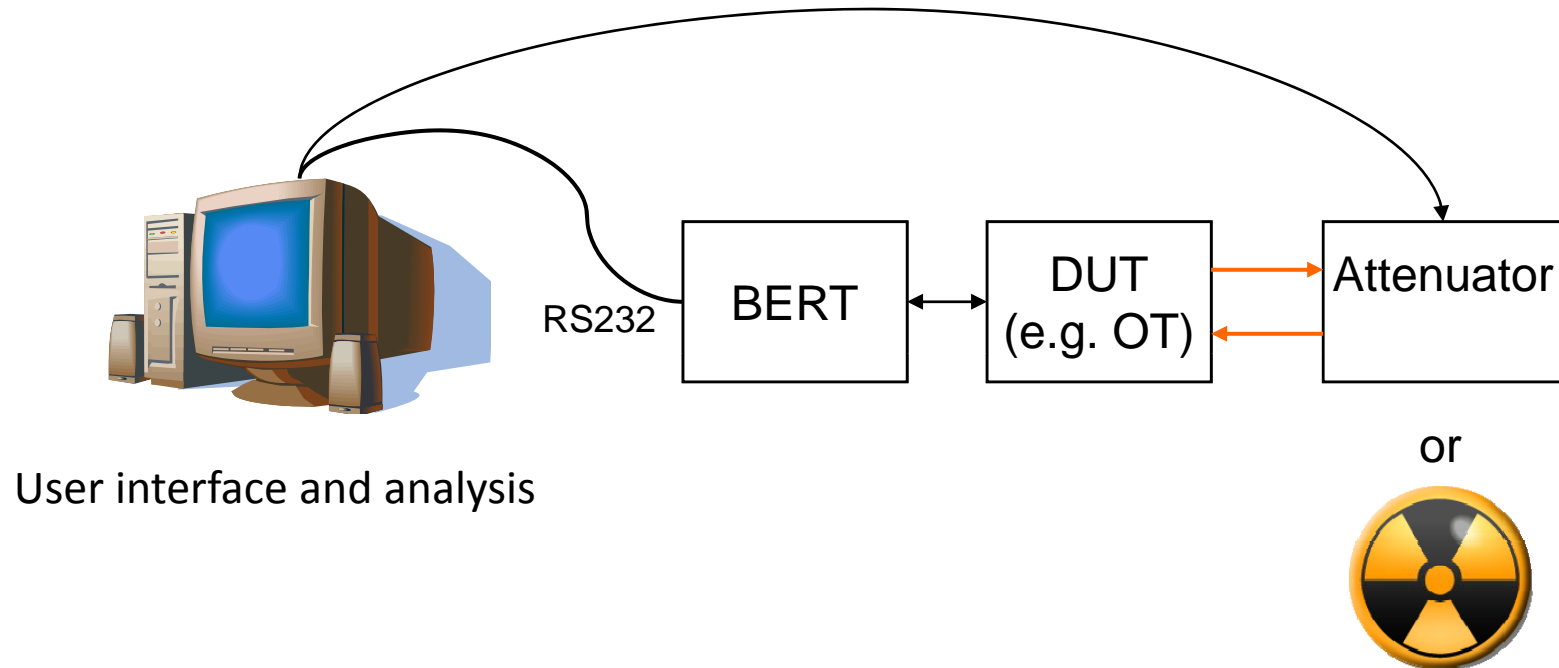 RS232
BERT
DUT
(e.g. OT)
Attenuator
or
User interface and analysis